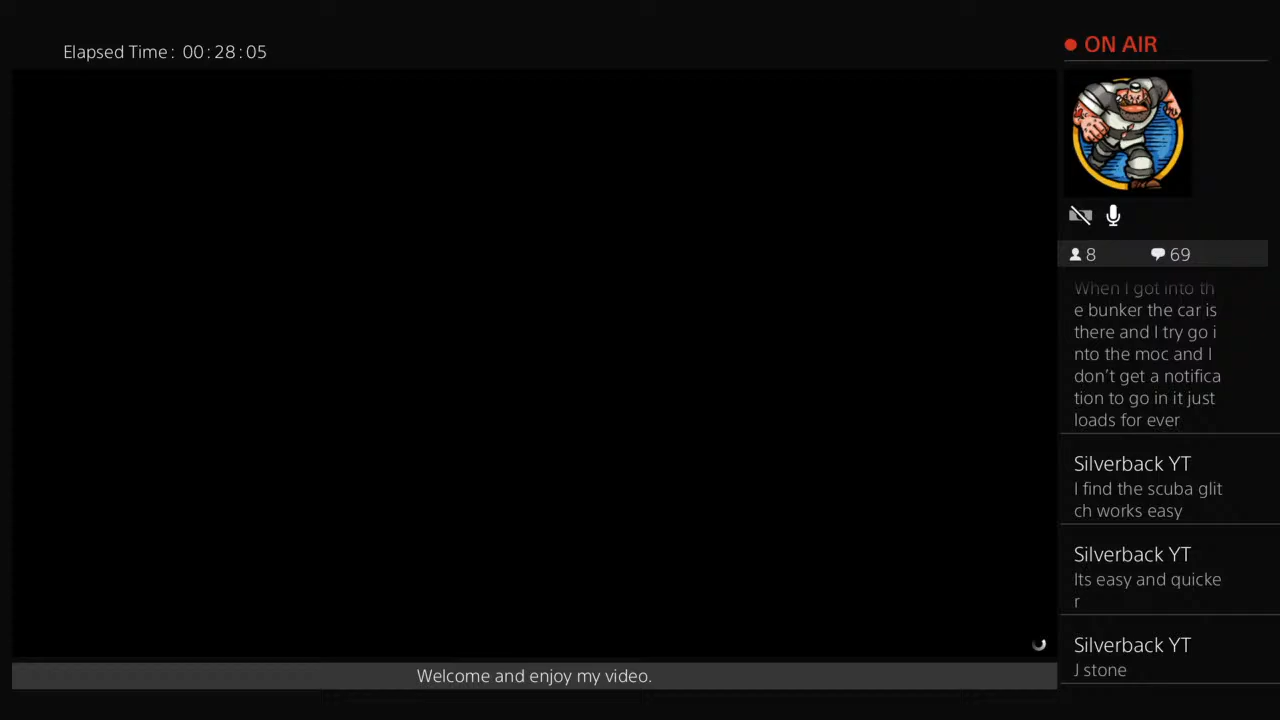 Elapsed Time: 00:28:05
ON AIR
8 69
When I got into th
e bunker the car is
there and I try go i
nto the moc and I
don't get a notifica
tion to go in it just
loads for ever
Silverback YT
I find the scuba glit
ch works easy
Silverback YT
Its easy and quicke
r
Silverback YT
J stone
Welcome and enjoy my video.